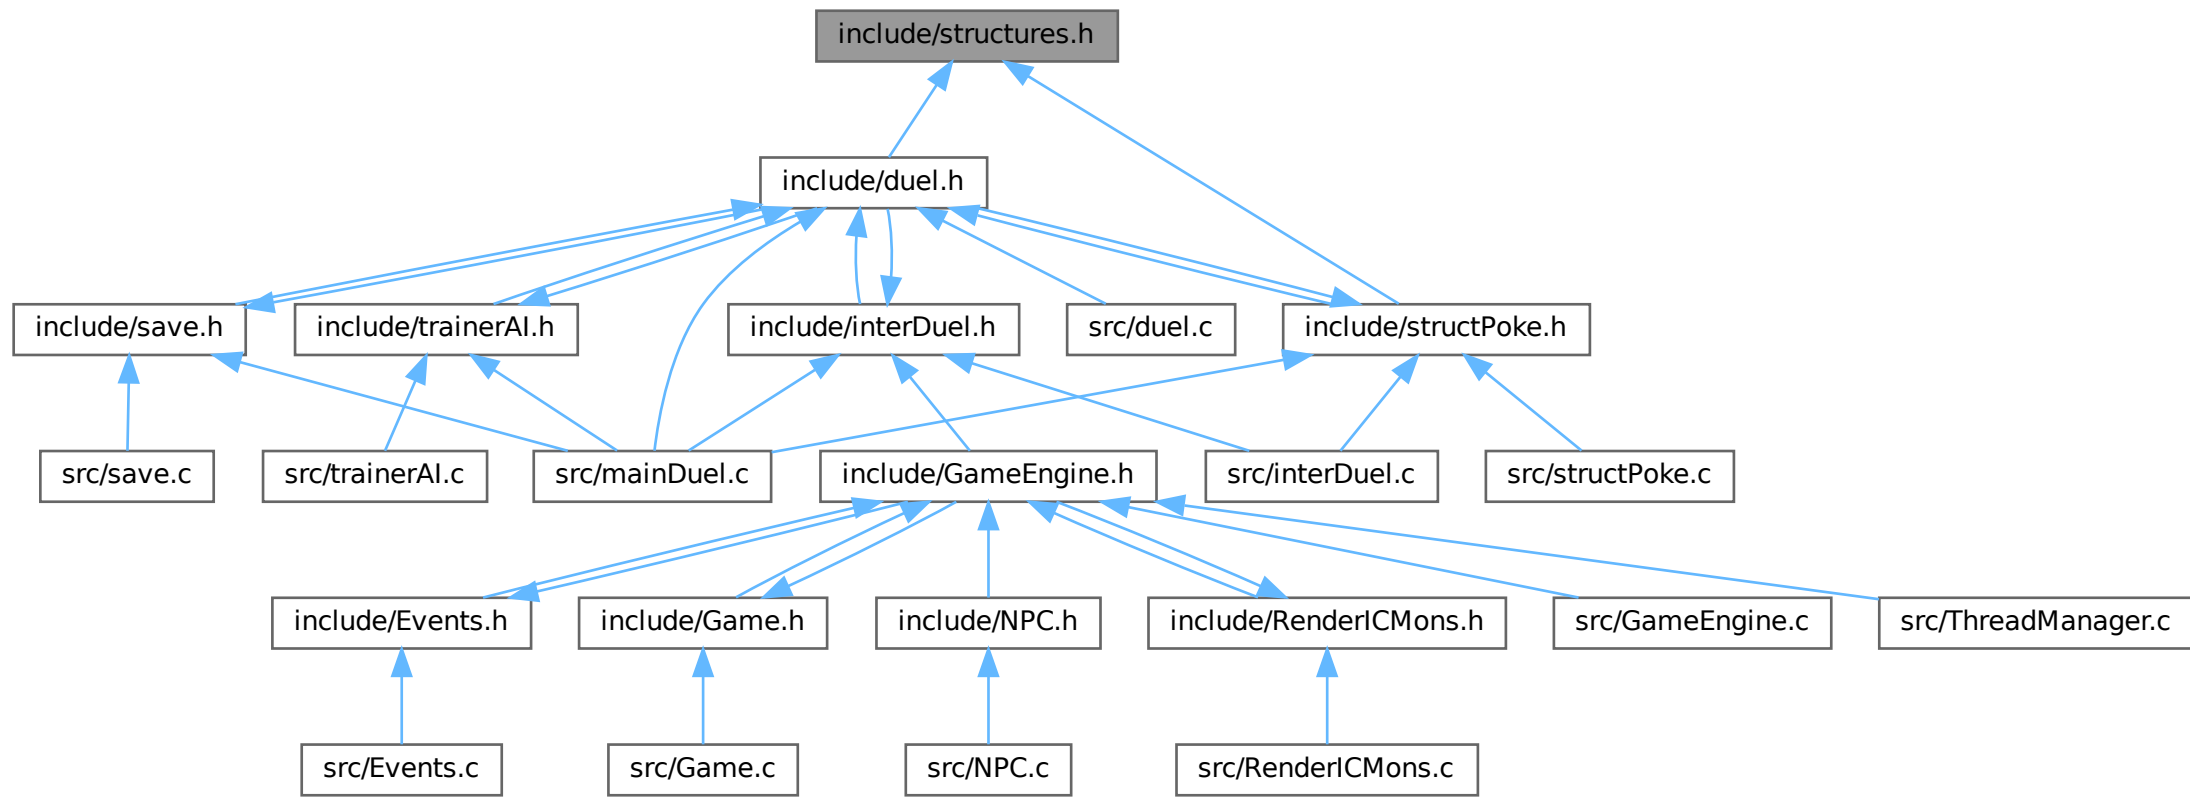 include/structures.h
include/duel.h
include/save.h
include/trainerAI.h
include/interDuel.h
src/duel.c
include/structPoke.h
src/save.c
src/trainerAI.c
src/mainDuel.c
include/GameEngine.h
src/interDuel.c
src/structPoke.c
include/Events.h
include/Game.h
include/NPC.h
include/RenderICMons.h
src/GameEngine.c
src/ThreadManager.c
src/Events.c
src/Game.c
src/NPC.c
src/RenderICMons.c